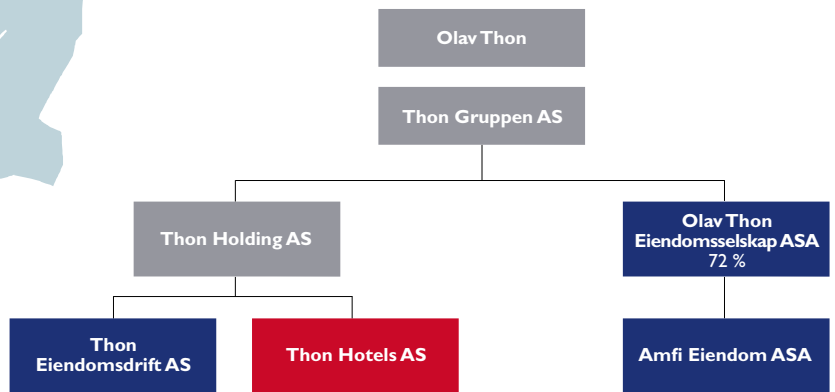 Olav Thon
Thon Gruppen AS
Thon Holding AS
Olav Thon
Eiendomsselskap ASA
72 %
Thon
Eiendomsdrift AS
Thon Hotels AS
Amfi Eiendom ASA